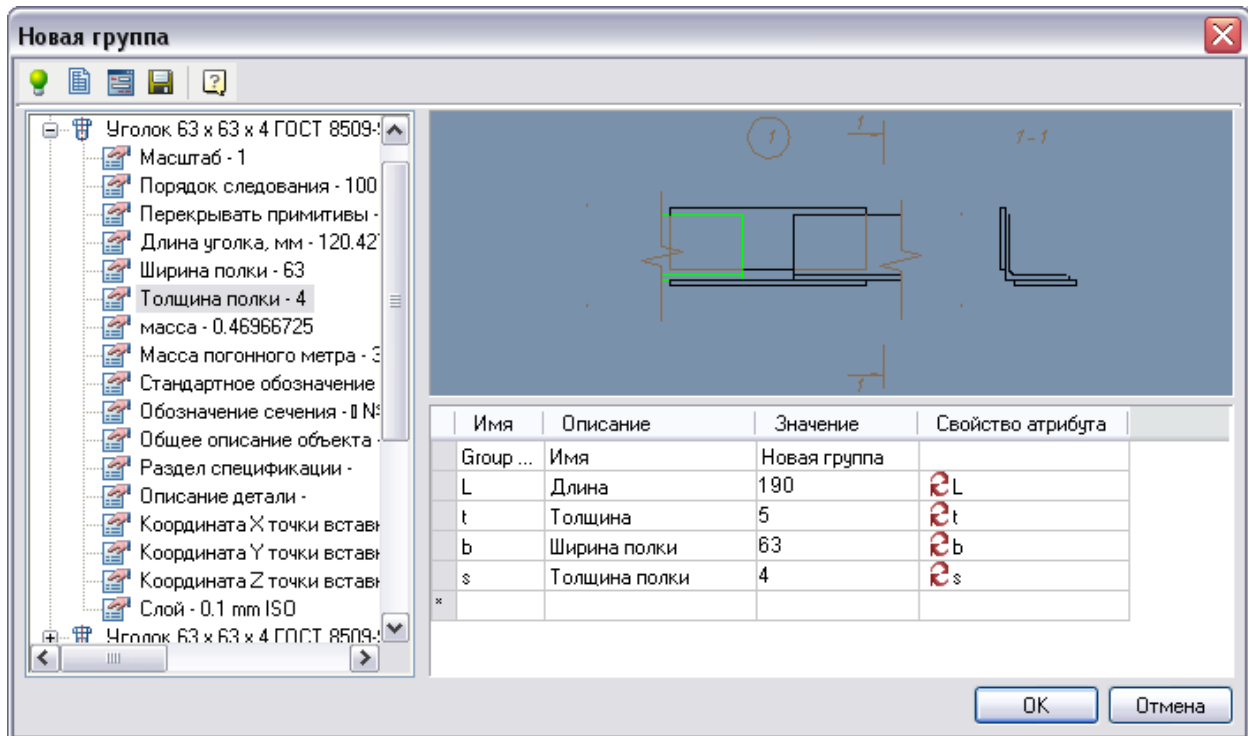 Новая группа
Уголок 63 x 63 x 4 ГОСТ 8509-
Масштаб - 1
Порядок следования - 100
Перекрывать примитивы -
Длина уголка, мм - 120.42
Ширина полки - 63
Толщина полки - 4
масса - 0.46966725
Масса погонного метра -
Стандартное обозначение
Обозначение сечения -
Общее описание объекта -
Раздел спецификации -
Описание детали -
Координата X точки вставк
Координата Y точки вставк
Координата Z точки вставк
Слой - 0.1 mm ISO
Уголок 63 x 63 x 4 ГОСТ 8509-
1 1 1-1
1
Имя Описание Значение Свойство атрибута
Group ... Имя Новая группа
L Длина 190 L
t Толщина 5 t
b Ширина полки 63 b
s Толщина полки 4 s
*
OK Отмена